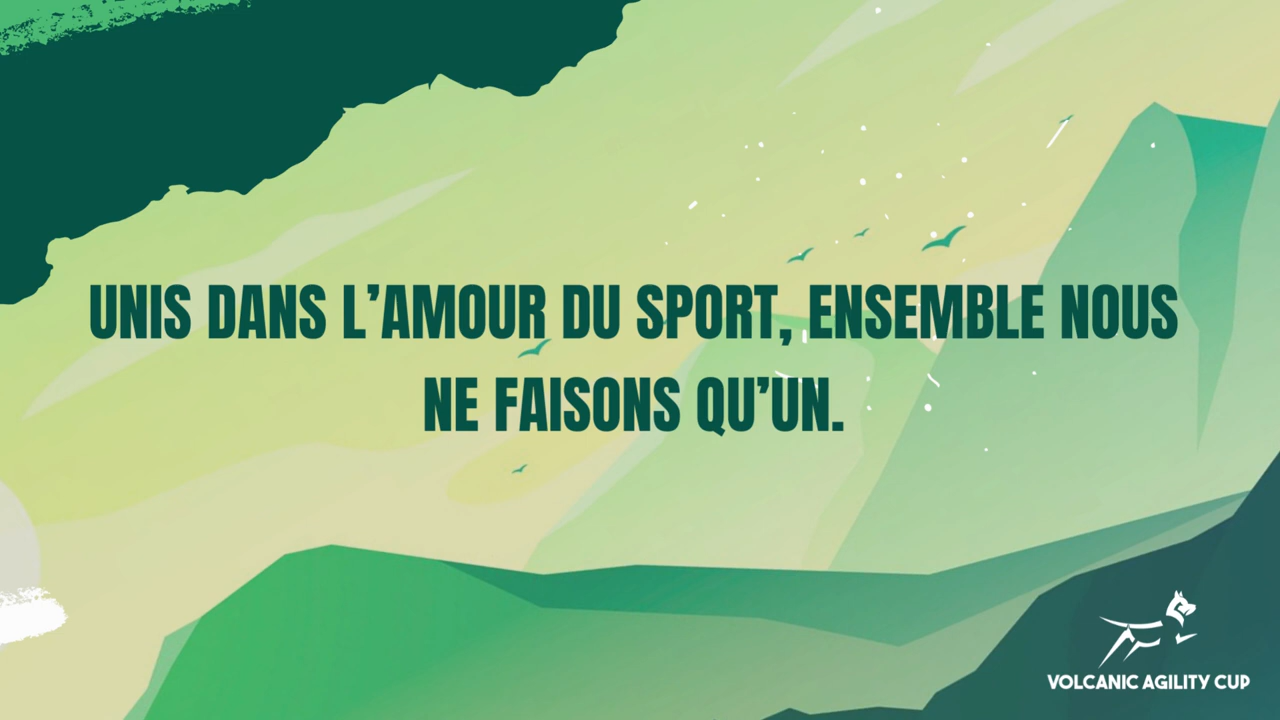 UNIS DANS L’AMOUR DU SPORT, ENSEMBLE NOUS
NE FAISONS QU’UN.
VOLCANIC AGILITY CUP